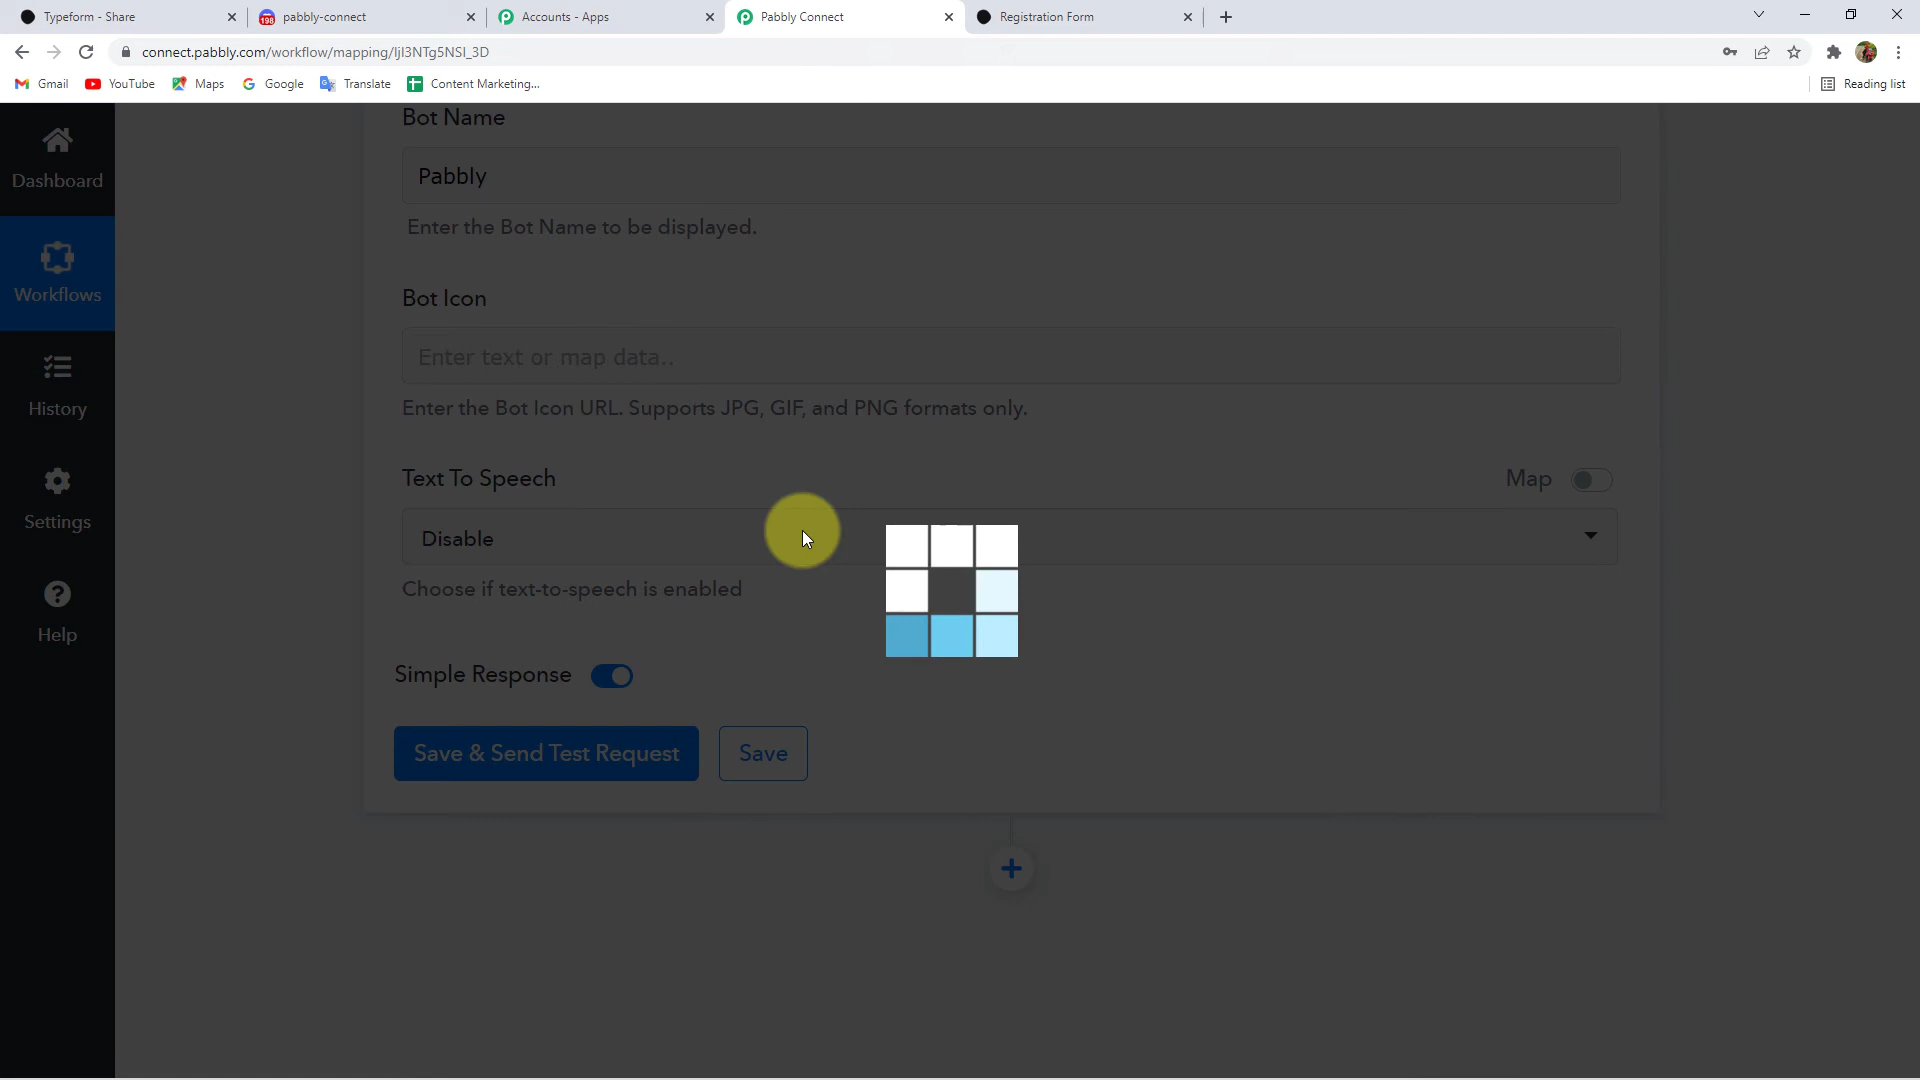 Typeform - Share
198
pabbly-connect
Accounts - Apps
Pabbly Connect
Registration Form
connect.pabbly.com/workflow/mapping/IjI3NTg5NSI_3D
Gmail
YouTube
Maps
Google
Translate
Content Marketing...
Reading list
Dashboard
Workflows
History
Settings
Help
Bot Name
Pabbly
Enter the Bot Name to be displayed.
Bot Icon
Enter text or map data..
Enter the Bot Icon URL. Supports JPG, GIF, and PNG formats only.
Text To Speech
Map
Disable
Choose if text-to-speech is enabled
Simple Response
Save & Send Test Request
Save